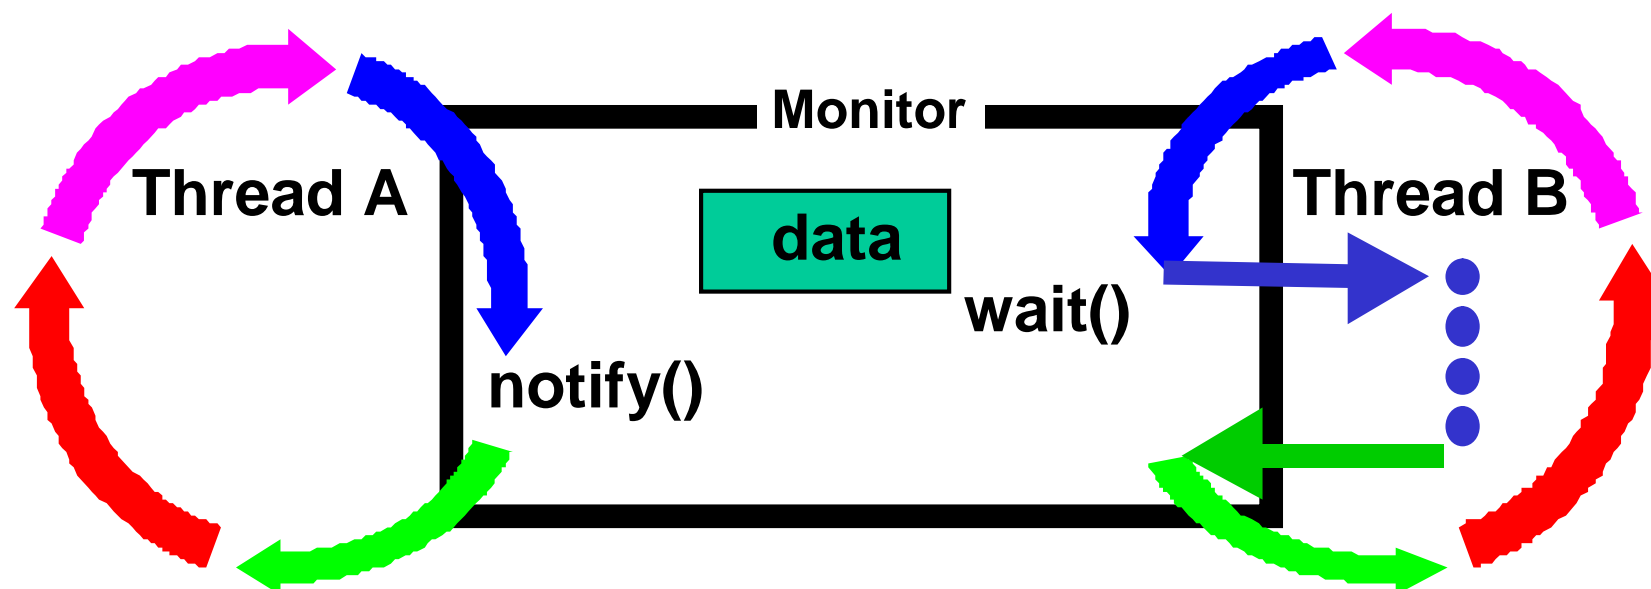 Monitor
Thread A
data
Thread B
wait()
notify()